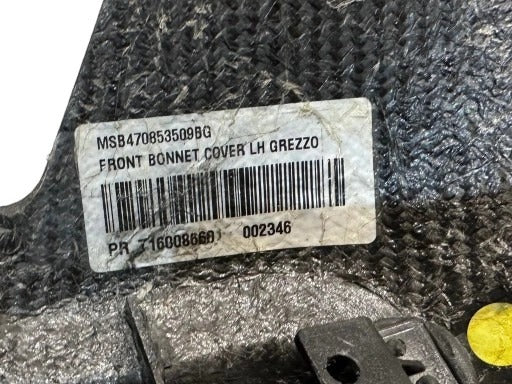 MSB470853509BG
FRONT BONNET COVER LH GREZZO
PR 716008660 002346